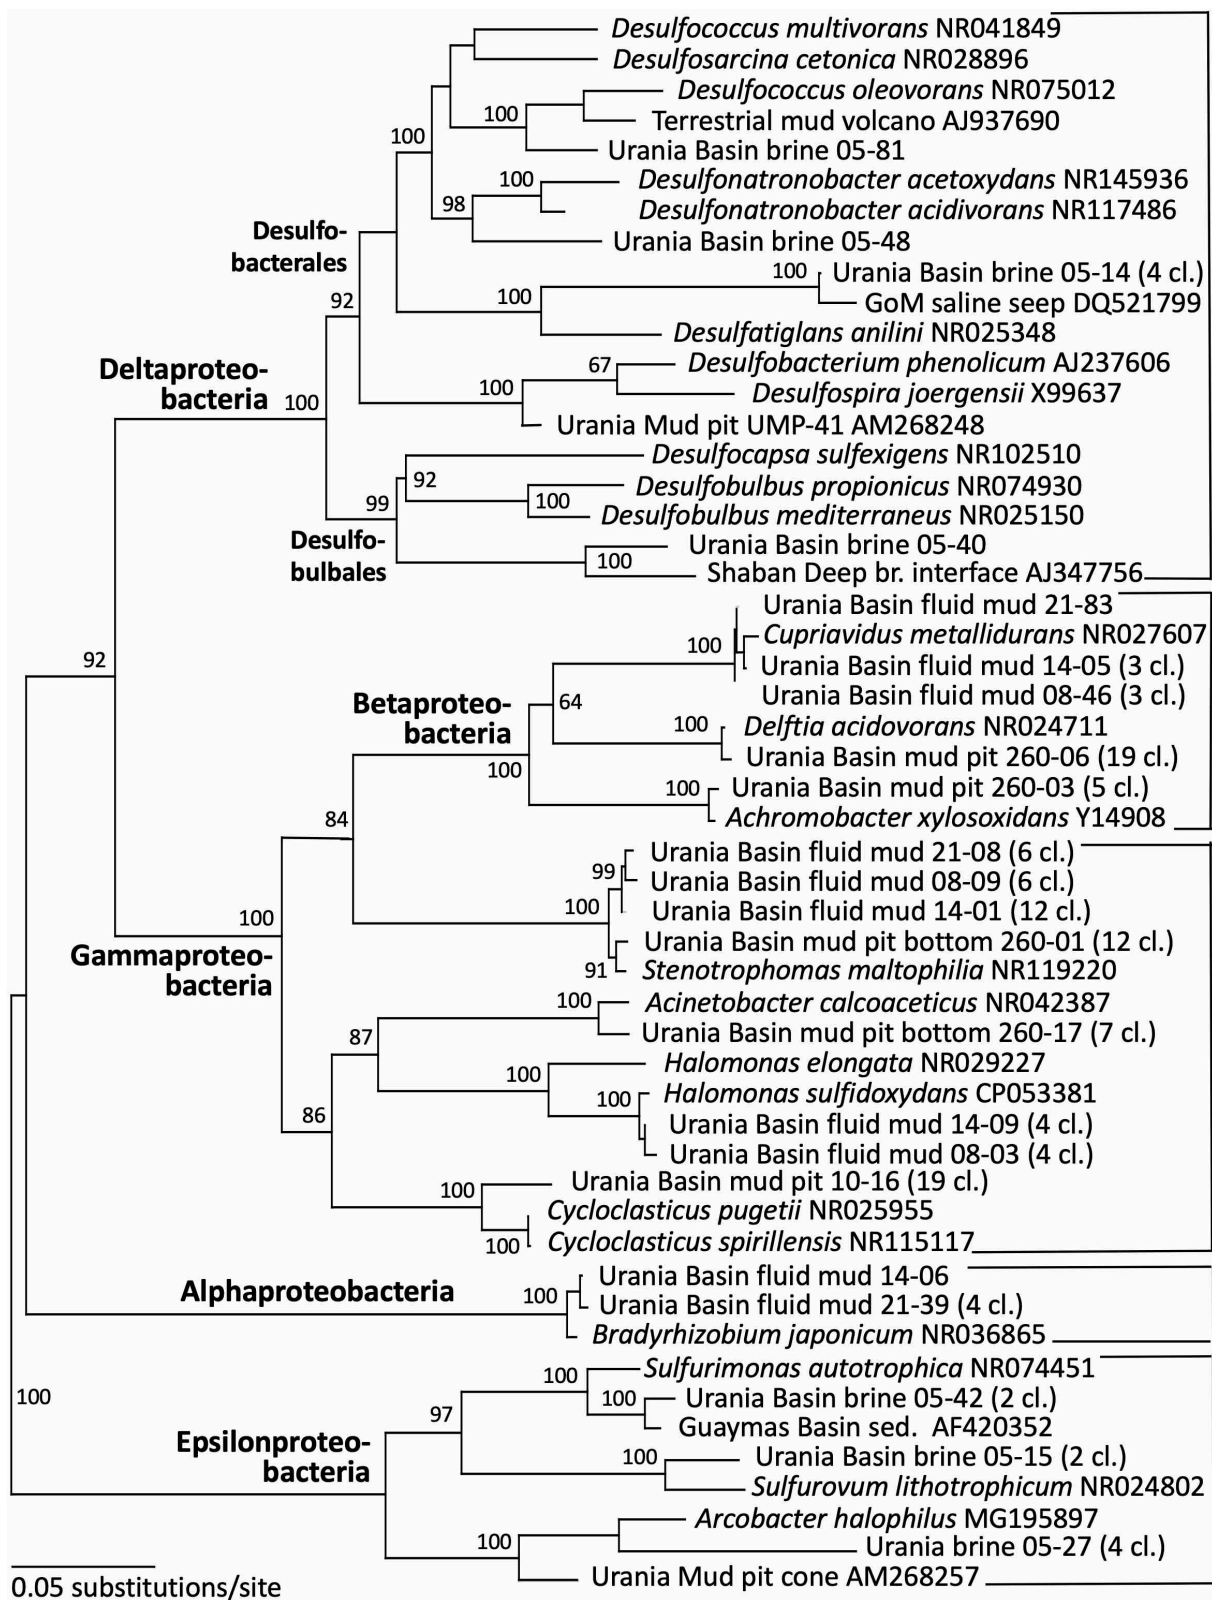 Desulfococcus multivorans NR041849
Desulfosarcina cetonica NR028896
Desulfococcus oleovorans NR075012
100
Terrestrial mud volcano AJ937690
100
Urania Basin brine 05-81
100
Desulfonatronobacter acetoxydans NR145936
98
Desulfonatronobacter acidivorans NR117486
Desulfo-
bacterales
Urania Basin brine 05-48
100
Urania Basin brine 05-14 (4 cl.)
92
100
GoM saline seep DQ521799
Desulfatiglans anilini NR025348
Deltaproteo-
bacteria
67
Desulfobacterium phenolicum AJ237606
100
100
Desulfospira joergensii X99637
Urania Mud pit UMP-41 AM268248
Desulfocapsa sulfexigens NR102510
92
Desulfobulbus propionicus NR074930
99
100
Desulfobulbus mediterraneus NR025150
Desulfo-
bulbales
Urania Basin brine 05-40
100
Shaban Deep br. interface AJ347756
Urania Basin fluid mud 21-83
92
100
Cupriavidus metallidurans NR027607
Urania Basin fluid mud 14-05 (3 cl.)
Urania Basin fluid mud 08-46 (3 cl.)
Betaproteo-
bacteria
64
100
Delftia acidovorans NR024711
100
Urania Basin mud pit 260-06 (19 cl.)
100
Urania Basin mud pit 260-03 (5 cl.)
84
Achromobacter xylosoxidans Y14908
Urania Basin fluid mud 21-08 (6 cl.)
99
Urania Basin fluid mud 08-09 (6 cl.)
100
100
Urania Basin fluid mud 14-01 (12 cl.)
Gammaproteo-
bacteria
Urania Basin mud pit bottom 260-01 (12 cl.)
91
Stenotrophomas maltophilia NR119220
100
Acinetobacter calcoaceticus NR042387
87
Urania Basin mud pit bottom 260-17 (7 cl.)
100
Halomonas elongata NR029227
100
Halomonas sulfidoxydans CP053381
86
Urania Basin fluid mud 14-09 (4 cl.)
Urania Basin fluid mud 08-03 (4 cl.)
100
Urania Basin mud pit 10-16 (19 cl.)
Cycloclasticus pugetii NR025955
100
Cycloclasticus spirillensis NR115117
Alphaproteobacteria
100
Urania Basin fluid mud 14-06
Urania Basin fluid mud 21-39 (4 cl.)
Bradyrhizobium japonicum NR036865
100
100
Sulfurimonas autotrophica NR074451
97
100
Urania Basin brine 05-42 (2 cl.)
Guaymas Basin sed. AF420352
Epsilonproteo-
bacteria
100
Urania Basin brine 05-15 (2 cl.)
Sulfurovum lithotrophicum NR024802
Arcobacter halophilus MG195897
100
Urania brine 05-27 (4 cl.)
Urania Mud pit cone AM268257
0.05 substitutions/site